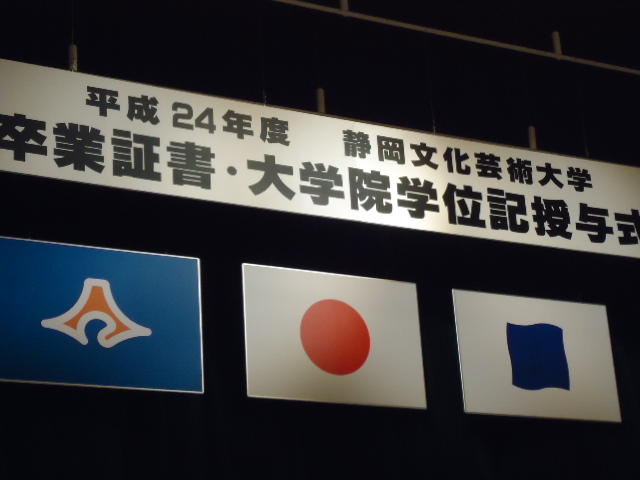 平成24年度　静岡文化芸術大学
卒業証書・大学院学位記授与式